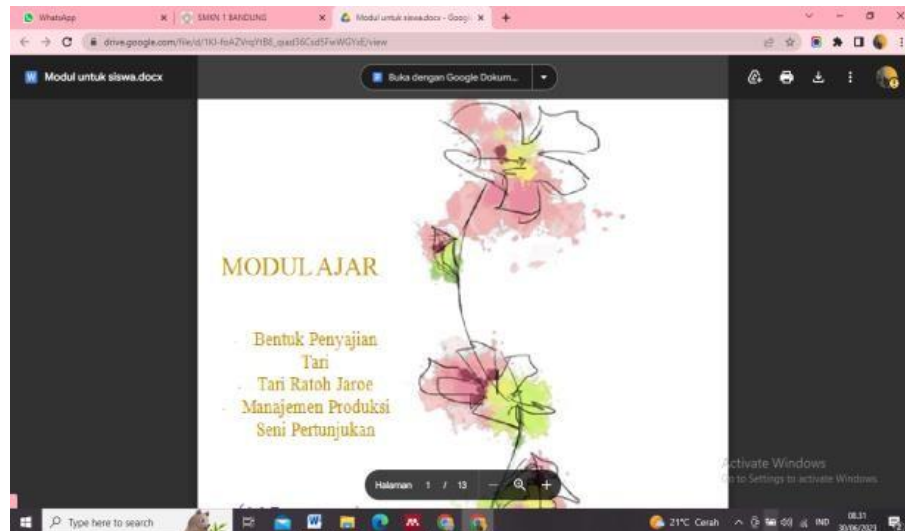 WhatsApp
SMKN 1 BANDUNG
Modul untuk siswa.docx - Googl
Modul untuk siswa.docx
Buka dengan Google Dokum...
MODUL AJAR
Bentuk Penyajian
Tari
- Tari Ratoh Jaroe
- Manajemen Produksi
Seni Pertunjukan
Halaman 1 / 13
Activate Windows
Go to Settings to activate Windows.
Type here to search
21°C Cerah
IND
08.31
30/06/2023